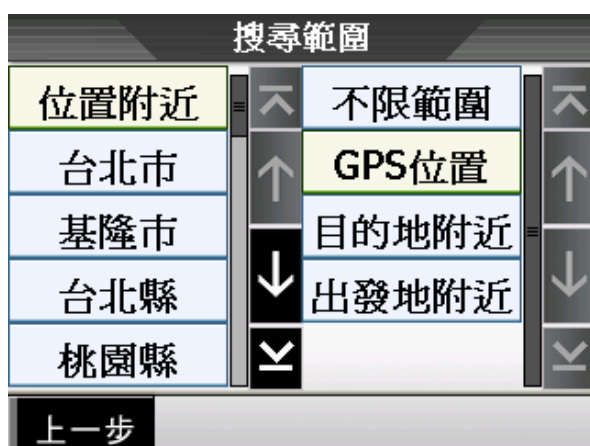 搜尋範圍
位置附近
台北市
基隆市
台北縣
桃園縣
不限範圍
GPS位置
目的地附近
出發地附近
上一步